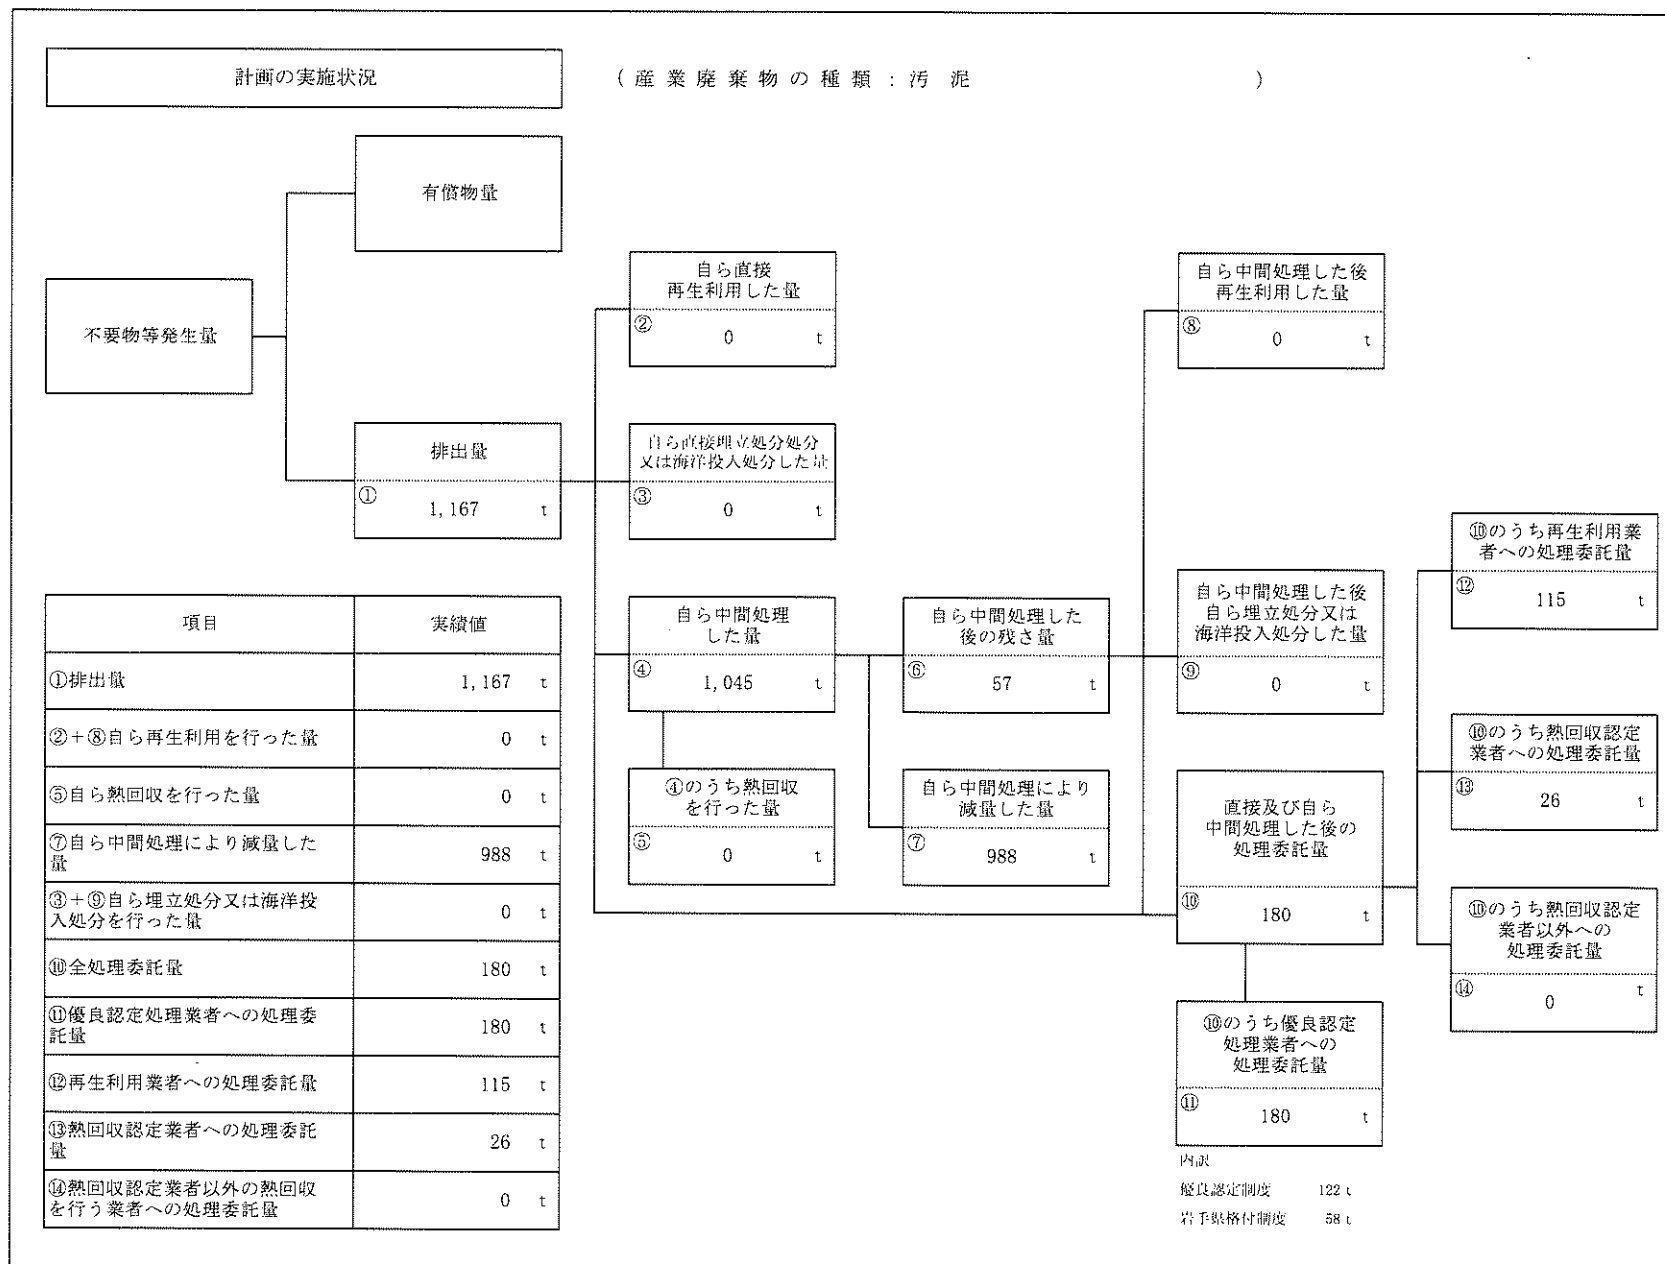 計画の実施状況
(産業廃棄物の種類:汚泥 )
有償物量
不要物等発生量
排出量
① 1,167 t
自ら直接
再生利用した量
② 0 t
自ら直接埋立処分処分
又は海洋投入処分した量
③ 0 t
自ら中間処理
した量
④ 1,045 t
④のうち熱回収
を行った量
⑤ 0 t
自ら中間処理した
後の残さ量
⑥ 57 t
自ら中間処理により
減量した量
⑦ 988 t
自ら中間処理した後
再生利用した量
⑧ 0 t
自ら中間処理した後
自ら埋立処分又は
海洋投入処分した量
⑨ 0 t
直接及び自ら
中間処理した後の
処理委託量
⑩ 180 t
⑩のうち優良認定
処理業者への
処理委託量
⑪ 180 t
内訳
優良認定制度 122 t
岩手県格付制度 58 t
⑩のうち再生利用業
者への処理委託量
⑫ 115 t
⑩のうち熱回収認定
業者への処理委託量
⑬ 26 t
⑩のうち熱回収認定
業者以外への
処理委託量
⑭ 0 t
項目 実績値
①排出量 1,167 t
②+⑧自ら再生利用を行った量 0 t
⑤自ら熱回収を行った量 0 t
⑦自ら中間処理により減量した
量 988 t
③+⑨自ら埋立処分又は海洋投
入処分を行った量 0 t
⑩全処理委託量 180 t
⑪優良認定処理業者への処理委
託量 180 t
⑫再生利用業者への処理委託量 115 t
⑬熱回収認定業者への処理委託
量 26 t
⑭熱回収認定業者以外の熱回収
を行う業者への処理委託量 0 t